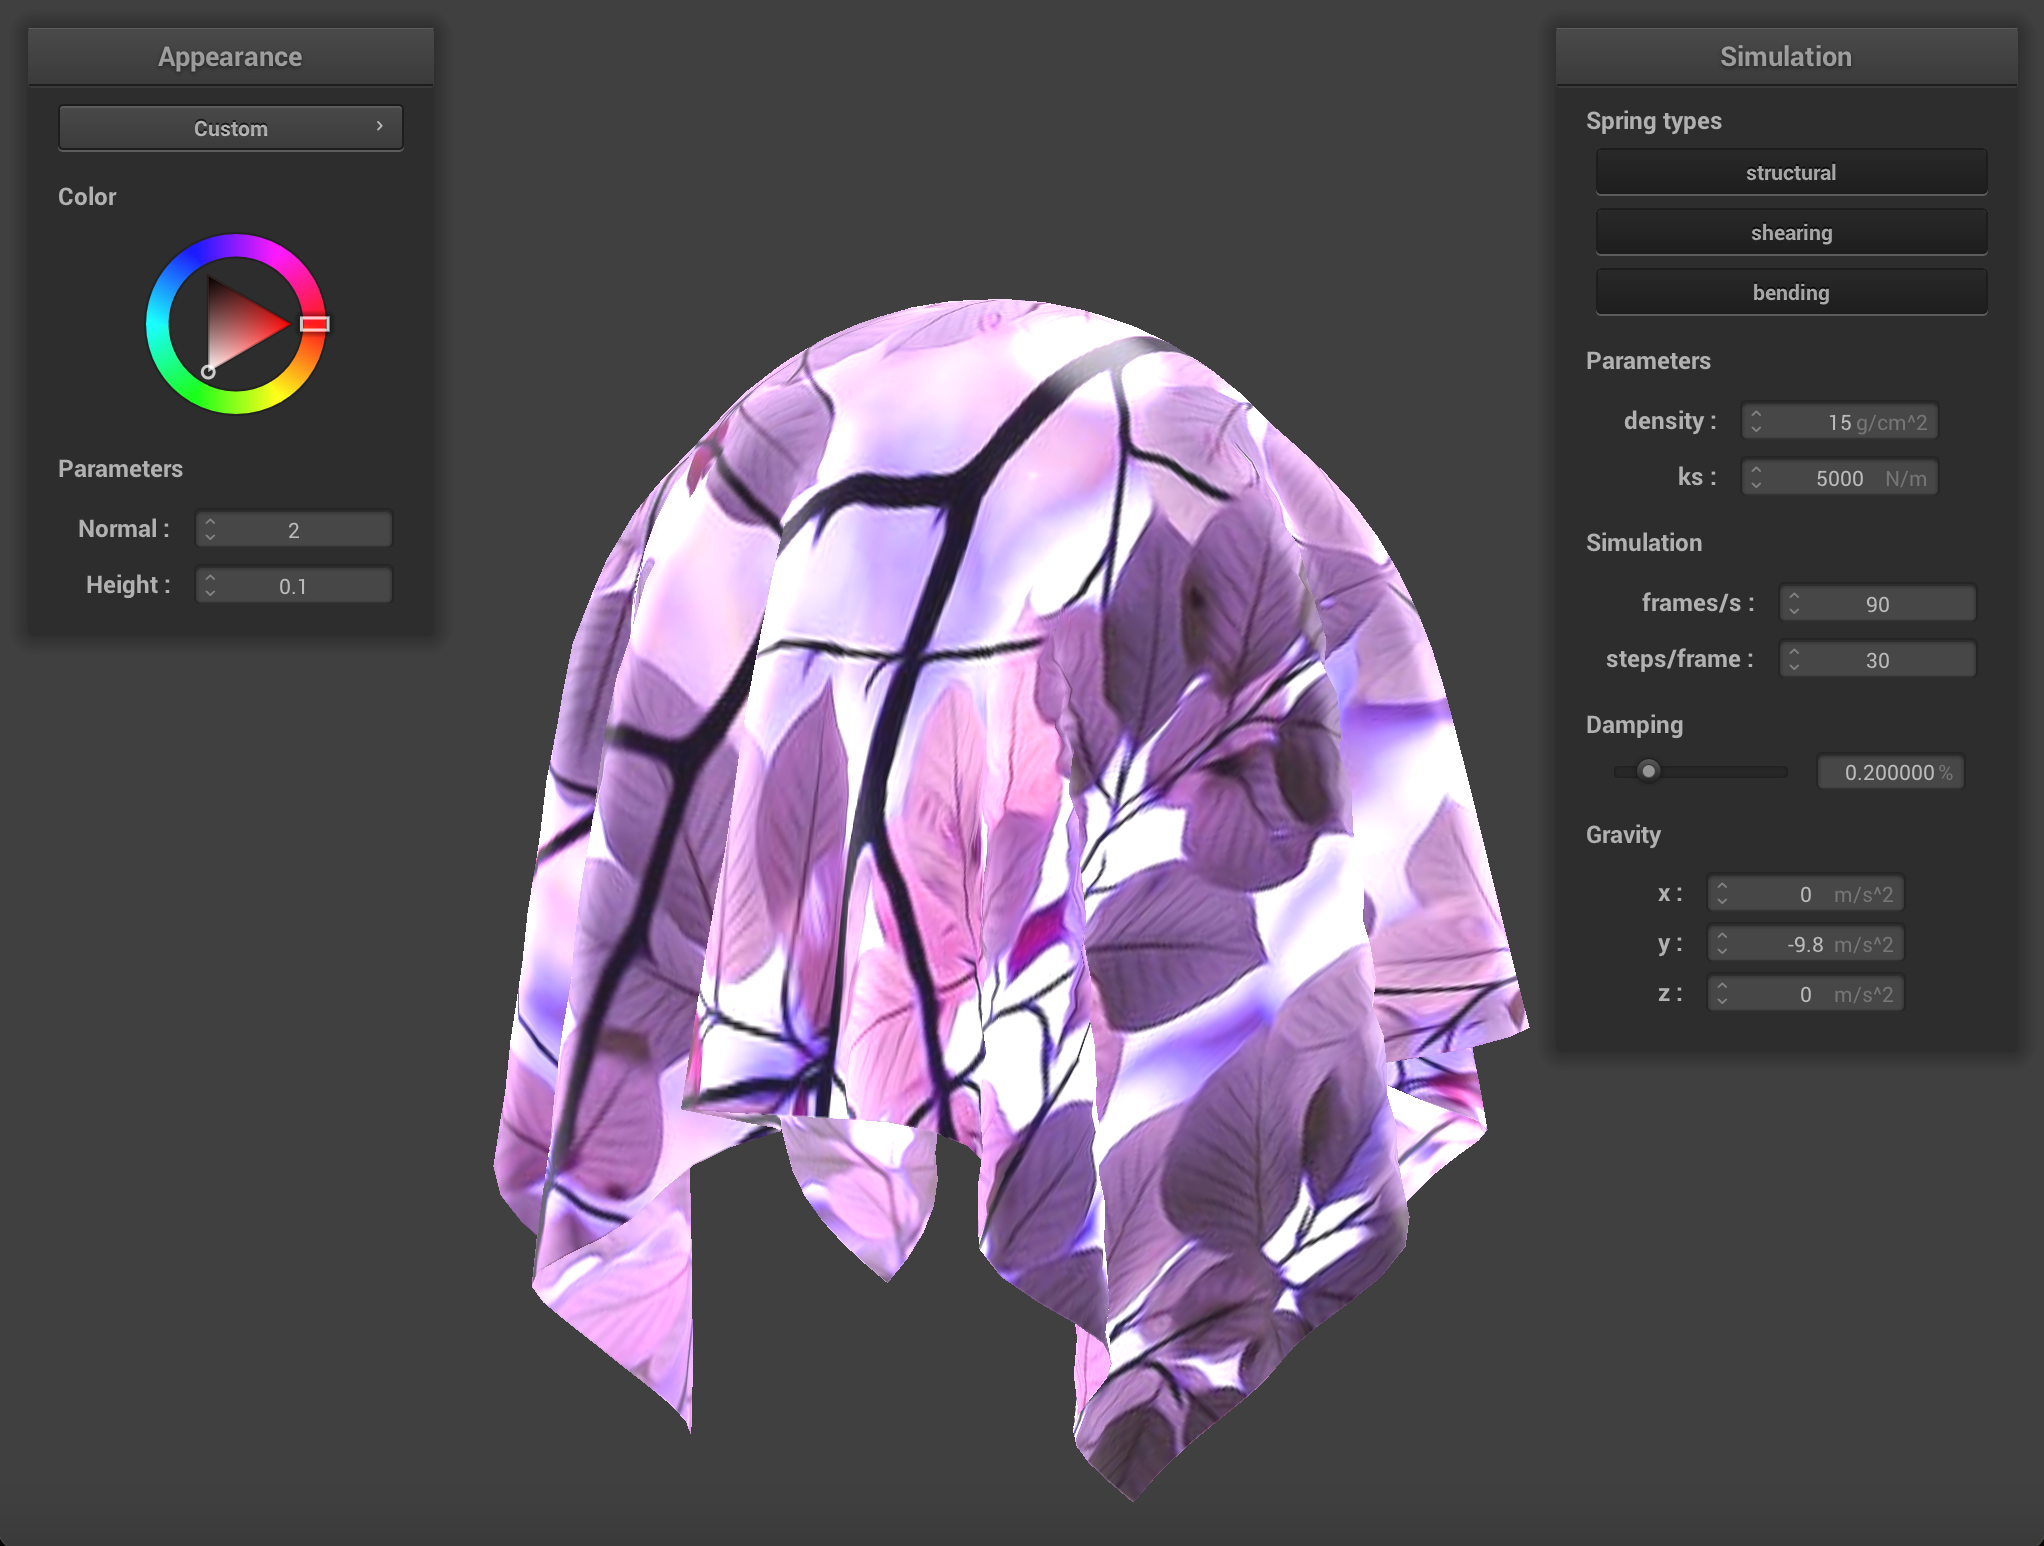 Appearance
Custom
Color
Parameters
Normal : 2
Height : 0.1
Simulation
Spring types
structural
shearing
bending
Parameters
density : 15 g/cm^2
ks : 5000 N/m
Simulation
frames/s : 90
steps/frame : 30
Damping
0.200000 %
Gravity
x : 0 m/s^2
y : -9.8 m/s^2
z : 0 m/s^2